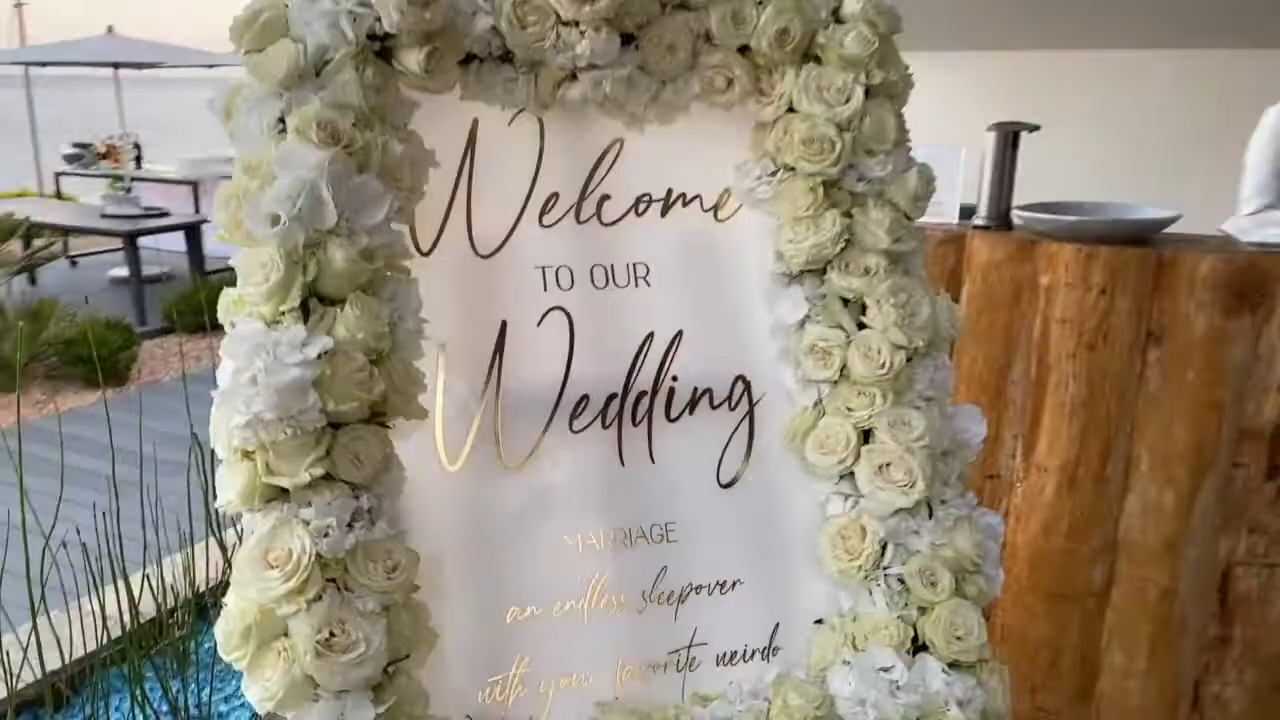 Welcome
TO OUR
Wedding
MARRIAGE
an endless sleepover
with your favorite weirdo